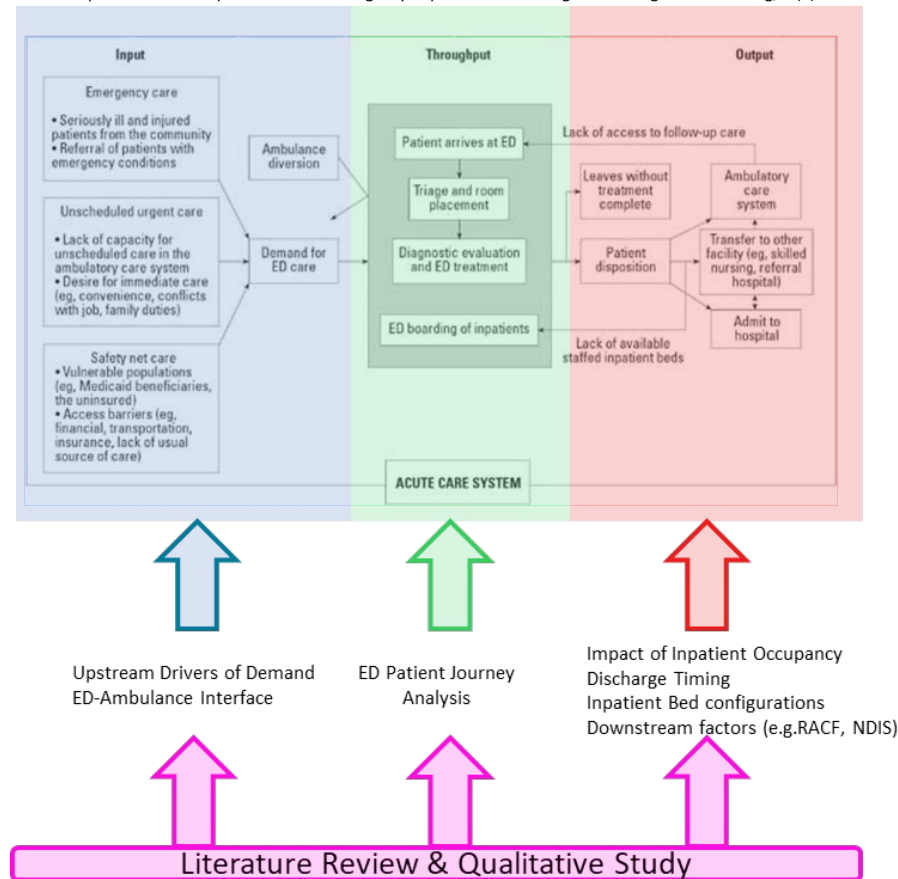 Input
Throughput
Output
Emergency care
• Seriously ill and injured
patients from the community
• Referral of patients with
emergency conditions
Unscheduled urgent care
• Lack of capacity for
unscheduled care in the
ambulatory care system
• Desire for immediate care
(eg, convenience, conflicts
with job, family duties)
Safety net care
• Vulnerable populations
(eg, Medicaid beneficiaries,
the uninsured)
• Access barriers (eg,
financial, transportation,
insurance, lack of usual
source of care)
Ambulance
diversion
Demand for
ED care
Patient arrives at ED
Triage and room
placement
Diagnostic evaluation
and ED treatment
ED boarding of inpatients
Lack of access to follow-up care
Leaves without
treatment
complete
Patient
disposition
Ambulatory
care
system
Transfer to other
facility (eg, skilled
nursing, referral
hospital)
Admit to
hospital
Lack of available
staffed inpatient beds
ACUTE CARE SYSTEM
Upstream Drivers of Demand
ED-Ambulance Interface
ED Patient Journey
Analysis
Impact of Inpatient Occupancy
Discharge Timing
Inpatient Bed configurations
Downstream factors (e.g.RACF, NDIS)
Literature Review & Qualitative Study